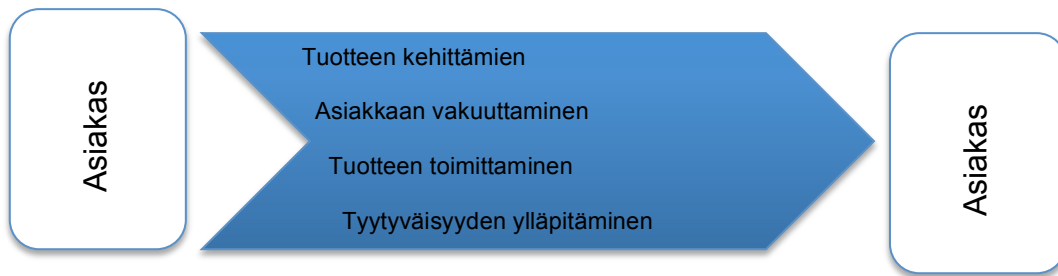 Asiakas
Tuotteen kehittämien
Asiakkaan vakuuttaminen
Tuotteen toimittaminen
Tyytyväisyyden ylläpitäminen
Asiakas